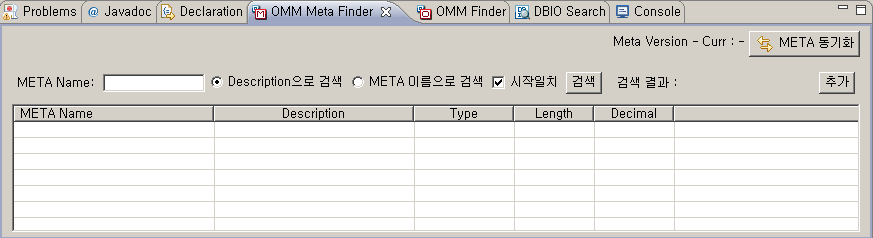 Problems @ Javadoc Declaration OMM Meta Finder OMM Finder DBIO Search Console
Meta Version - Curr : - META 동기화
META Name: Description으로 검색 META 이름으로 검색 시작일치 검색 검색 결과 : 추가
META Name Description Type Length Decimal